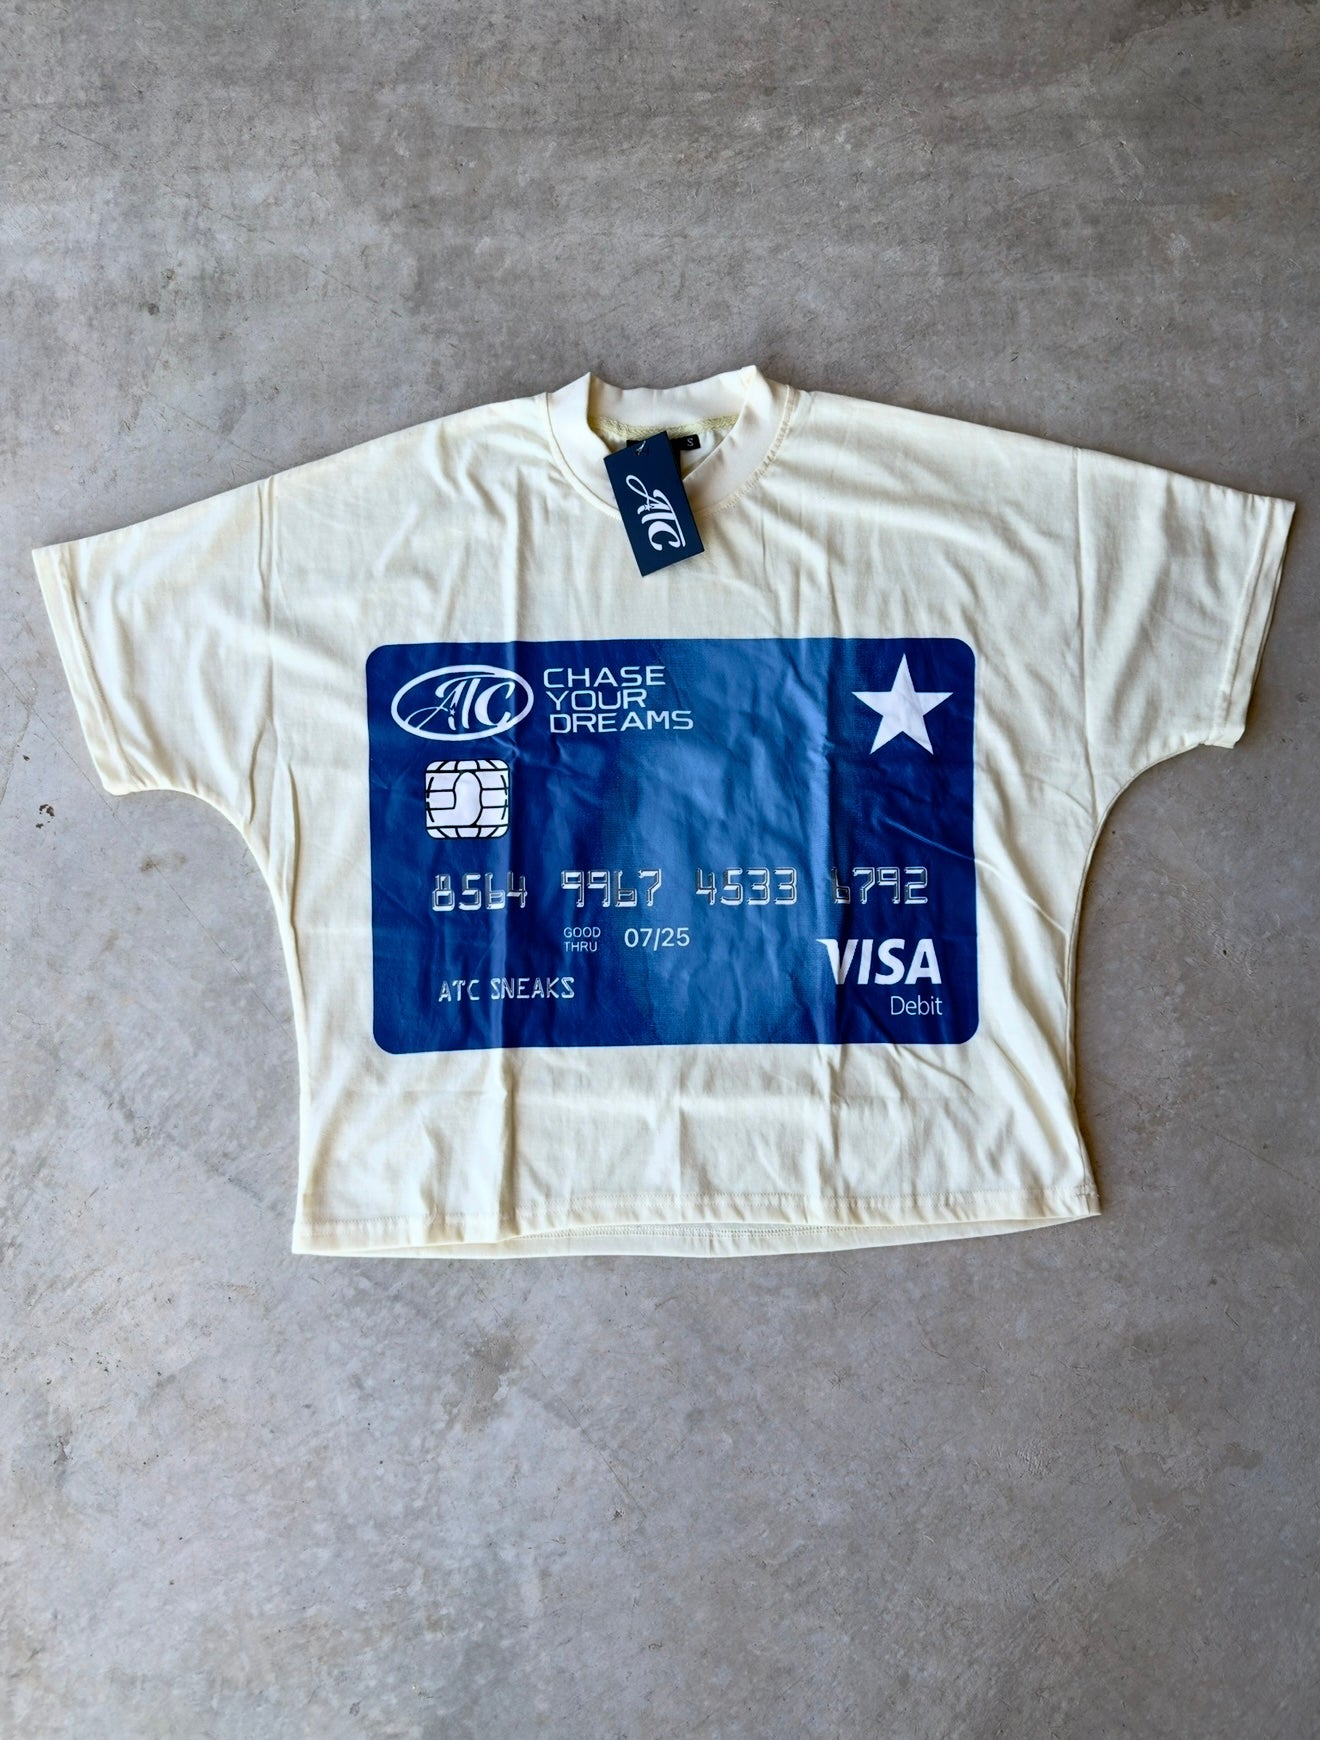 S
ATC
ATC
CHASE
YOUR
DREAMS
8564 9967 4533 6792
GOOD
THRU
07/25
VISA
ATC SNEAKS
Debit